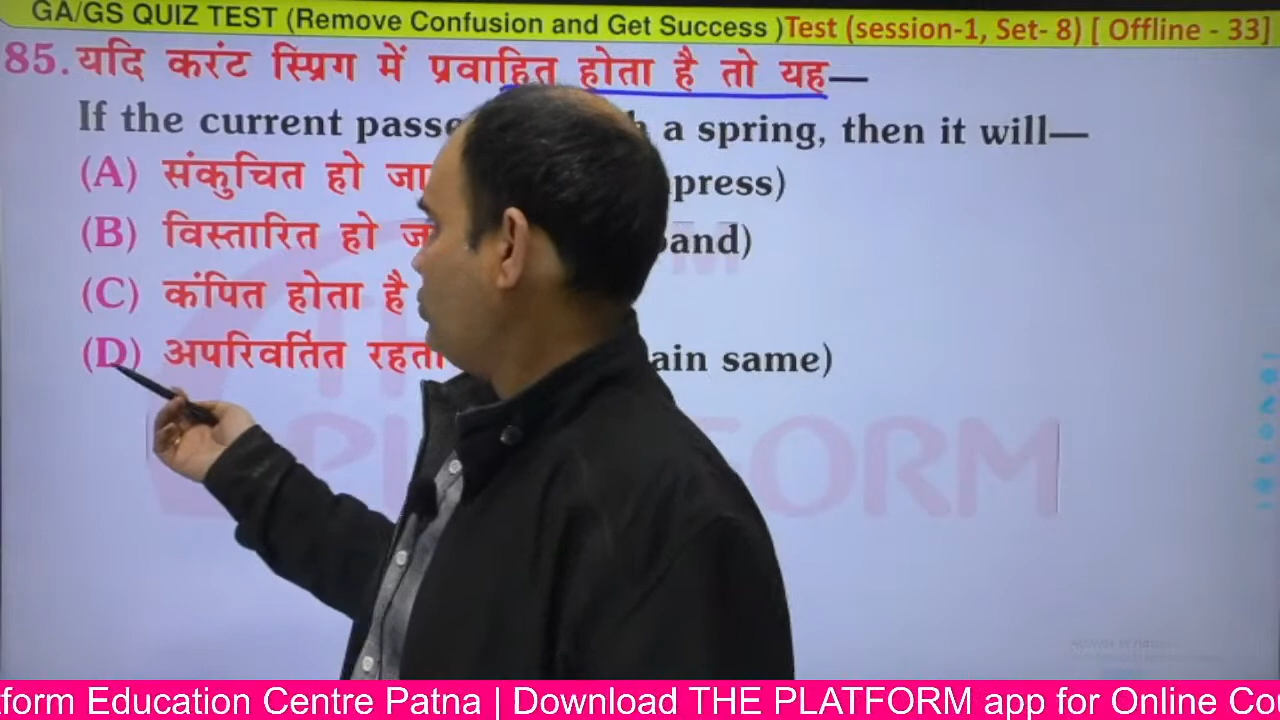 GA/GS QUIZ TEST (Remove Confusion and Get Success )Test (session-1, Set- 8) [ Offline - 33]
85. यदि करंट स्प्रिग में प्रवाहित होता है तो यह—
If the current passe h a spring, then it will—
(A) संकुचित हो जा press)
(B) विस्तारित हो ज and)
(C) कंपित होता है
(D) अपरिवर्तित रहता ain same)
PLATFORM
form Education Centre Patna | Download THE PLATFORM app for Online Cou